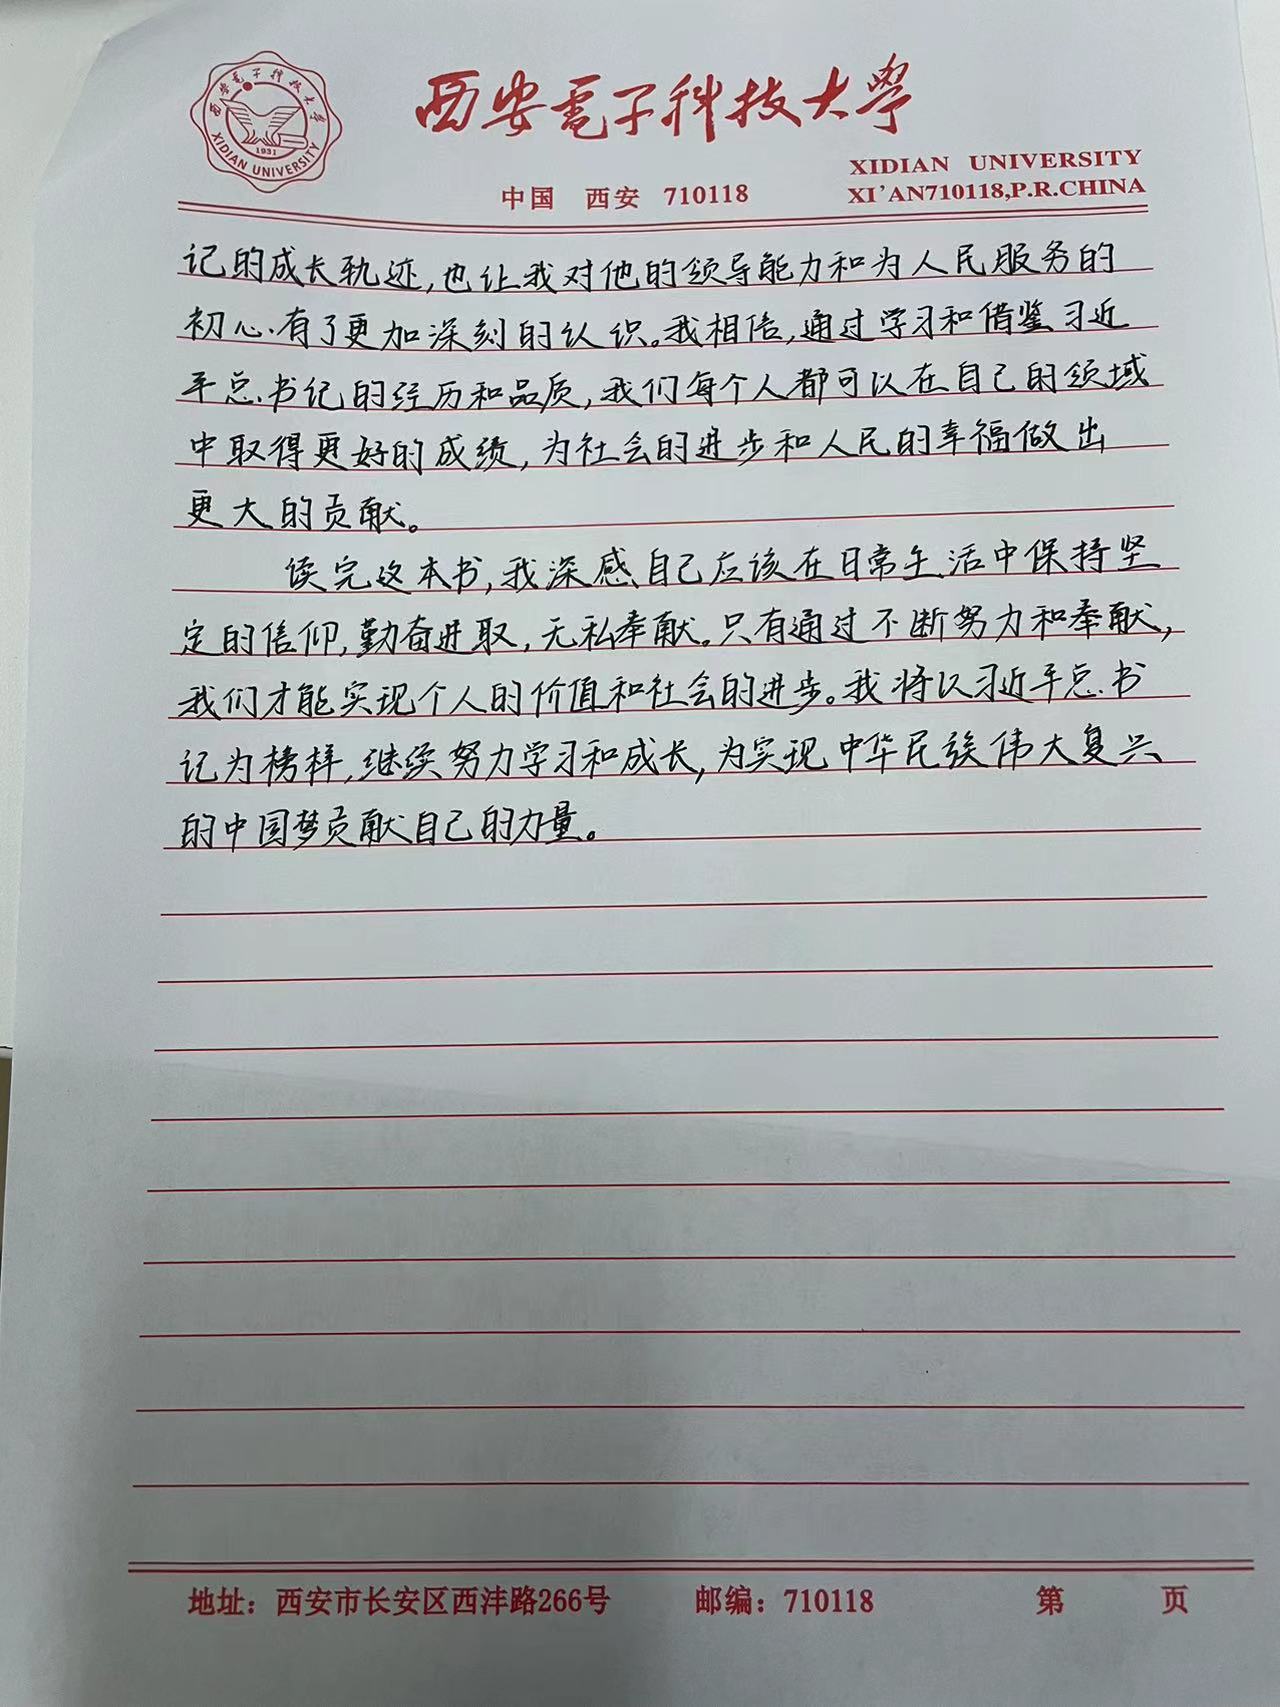 西安電子科技大學
西安電子科技大學
1931
XIDIAN UNIVERSITY
XIDIAN UNIVERSITY
中国 西安 710118
XI'AN710118,P.R.CHINA
记的成长轨迹,也让我对他的领导能力和为人民服务的
初心有了更加深刻的认识。我相信,通过学习和借鉴习近
平总书记的经历和品质,我们每个人都可以在自己的领域
中取得更好的成绩,为社会的进步和人民的幸福做出
更大的贡献。
读完这本书,我深感自己应该在日常生活中保持坚
定的信仰,勤奋进取,无私奉献。只有通过不断努力和奉献,
我们才能实现个人的价值和社会的进步。我将以习近平总书
记为榜样,继续努力学习和成长,为实现中华民族伟大复兴
的中国梦贡献自己的力量。
地址：西安市长安区西沣路266号 邮编：710118 第 页